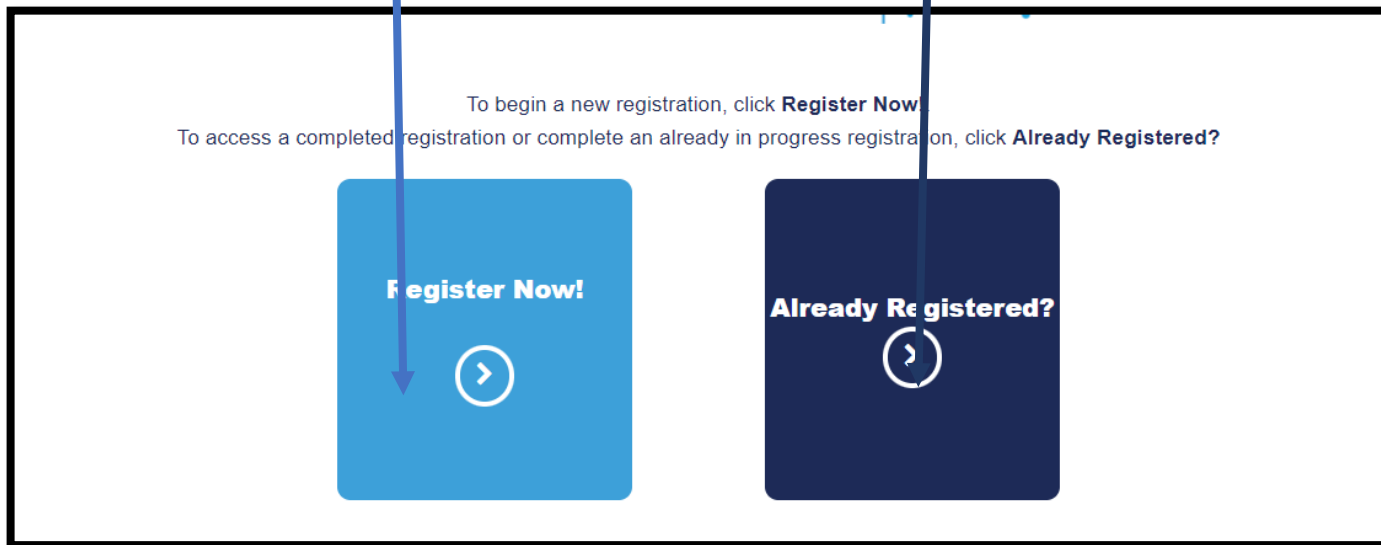 To begin a new registration, click Register Now!.
To access a completed registration or complete an already in progress registration, click Already Registered?
Register Now!
Already Registered?